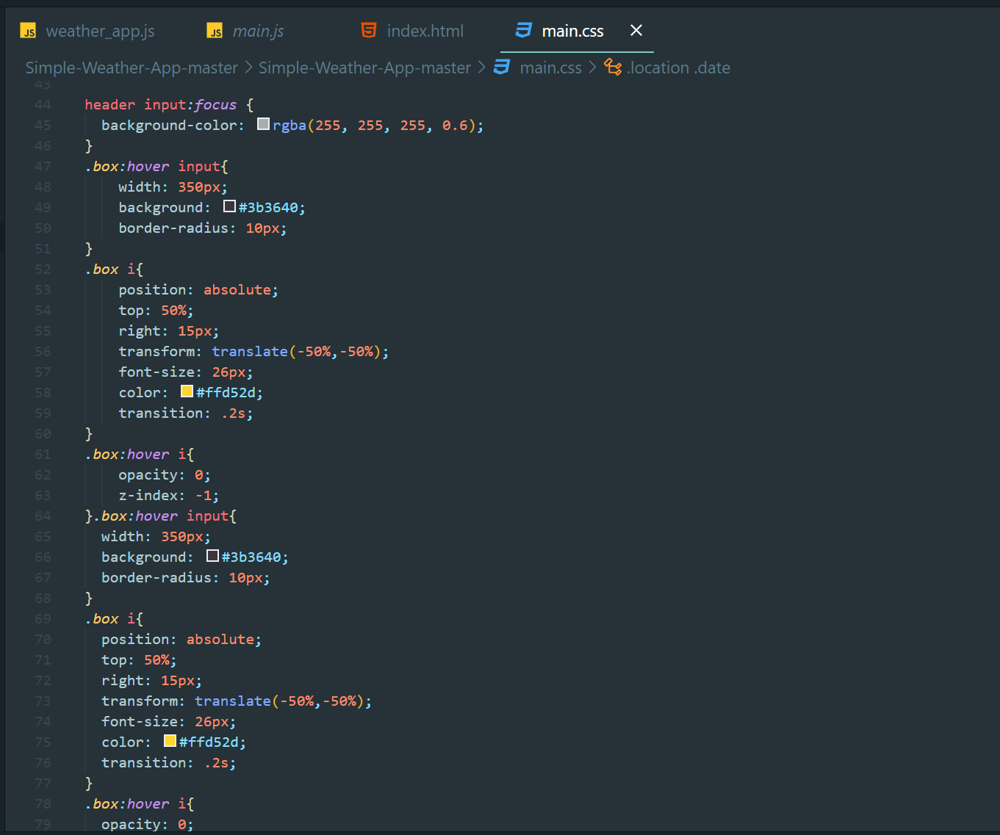 JS weather_app.js JS main.js index.html main.css ×
Simple-Weather-App-master > Simple-Weather-App-master > main.css > .location .date
43
44 header input:focus {
45 background-color: rgba(255, 255, 255, 0.6);
46 }
47 .box:hover input{
48 width: 350px;
49 background: #3b3640;
50 border-radius: 10px;
51 }
52 .box i{
53 position: absolute;
54 top: 50%;
55 right: 15px;
56 transform: translate(-50%,-50%);
57 font-size: 26px;
58 color: #ffd52d;
59 transition: .2s;
60 }
61 .box:hover i{
62 opacity: 0;
63 z-index: -1;
64 }.box:hover input{
65 width: 350px;
66 background: #3b3640;
67 border-radius: 10px;
68 }
69 .box i{
70 position: absolute;
71 top: 50%;
72 right: 15px;
73 transform: translate(-50%,-50%);
74 font-size: 26px;
75 color: #ffd52d;
76 transition: .2s;
77 }
78 .box:hover i{
79 opacity: 0;